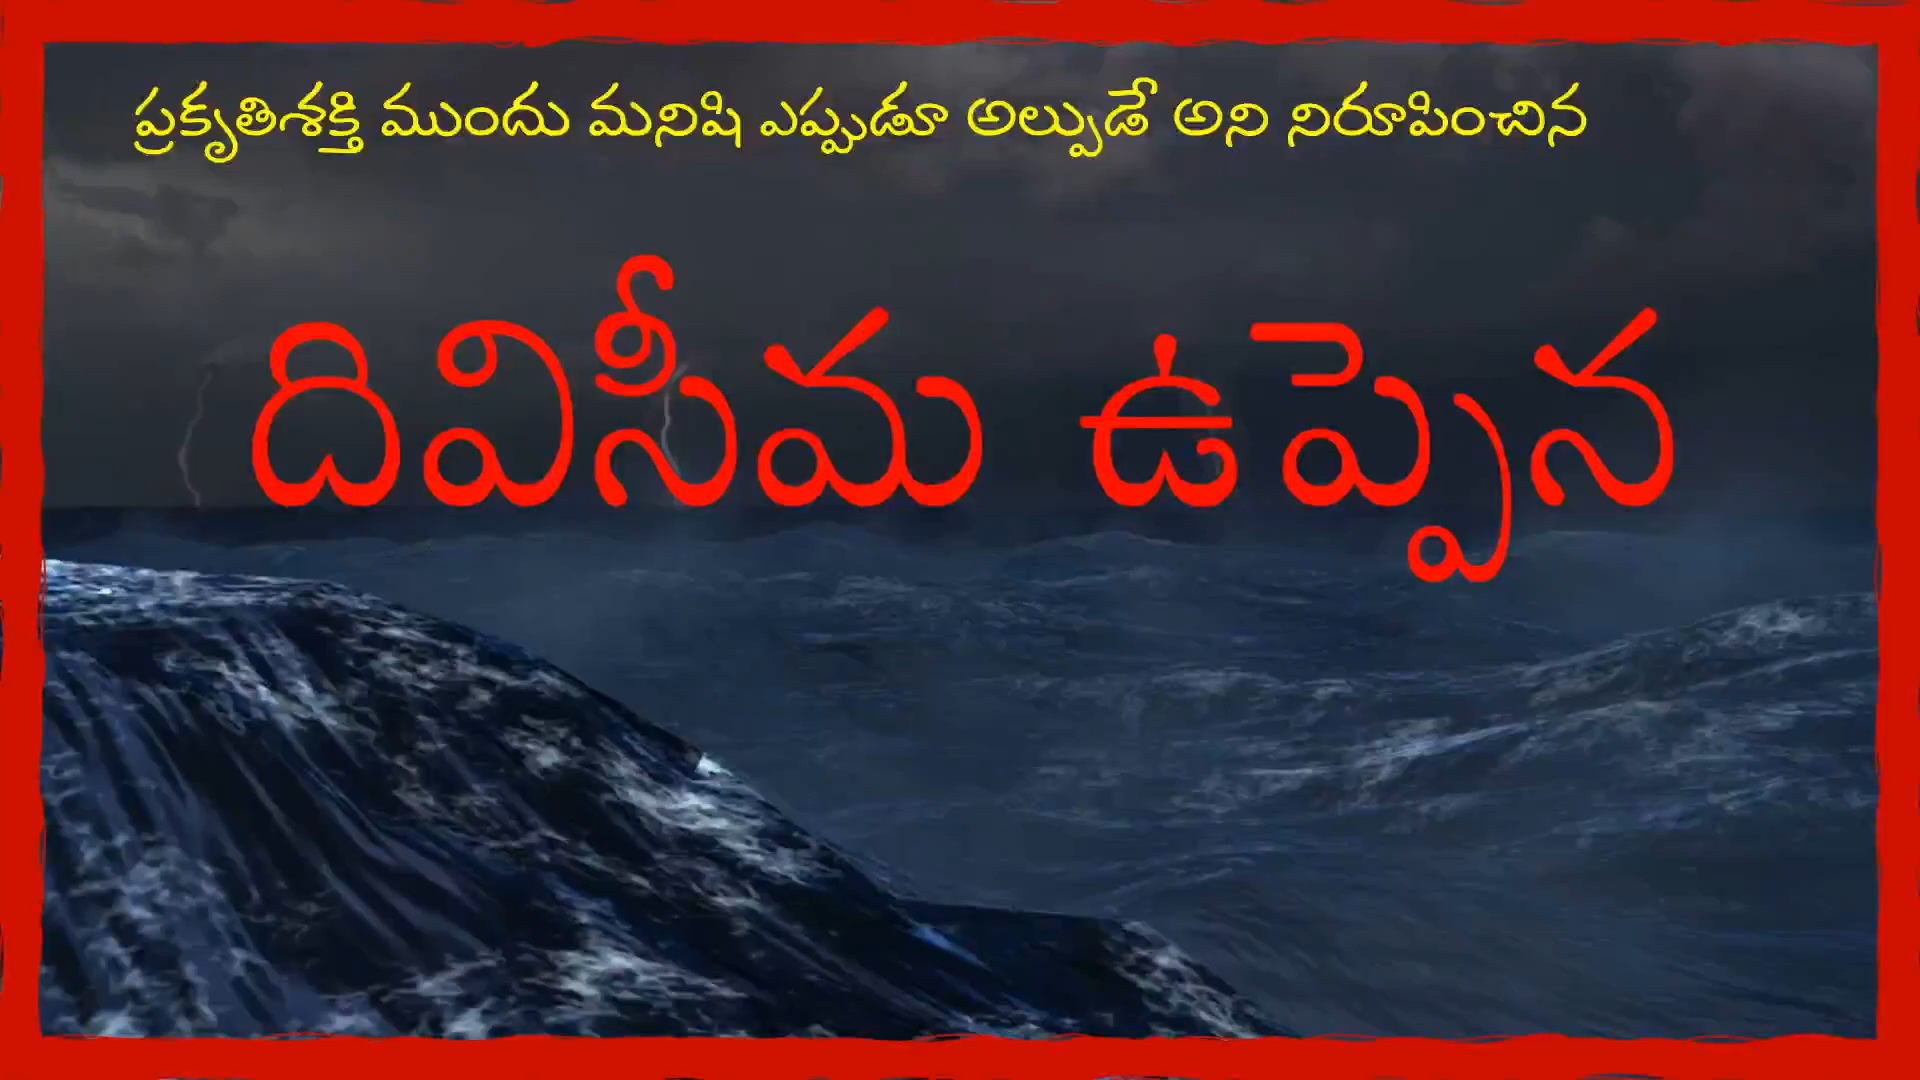 ప్రకృతిశక్తి ముందు మనిషి ఎప్పుడూ అల్పుడే అని నిరూపించిన
దివిసీమ ఉప్పెన